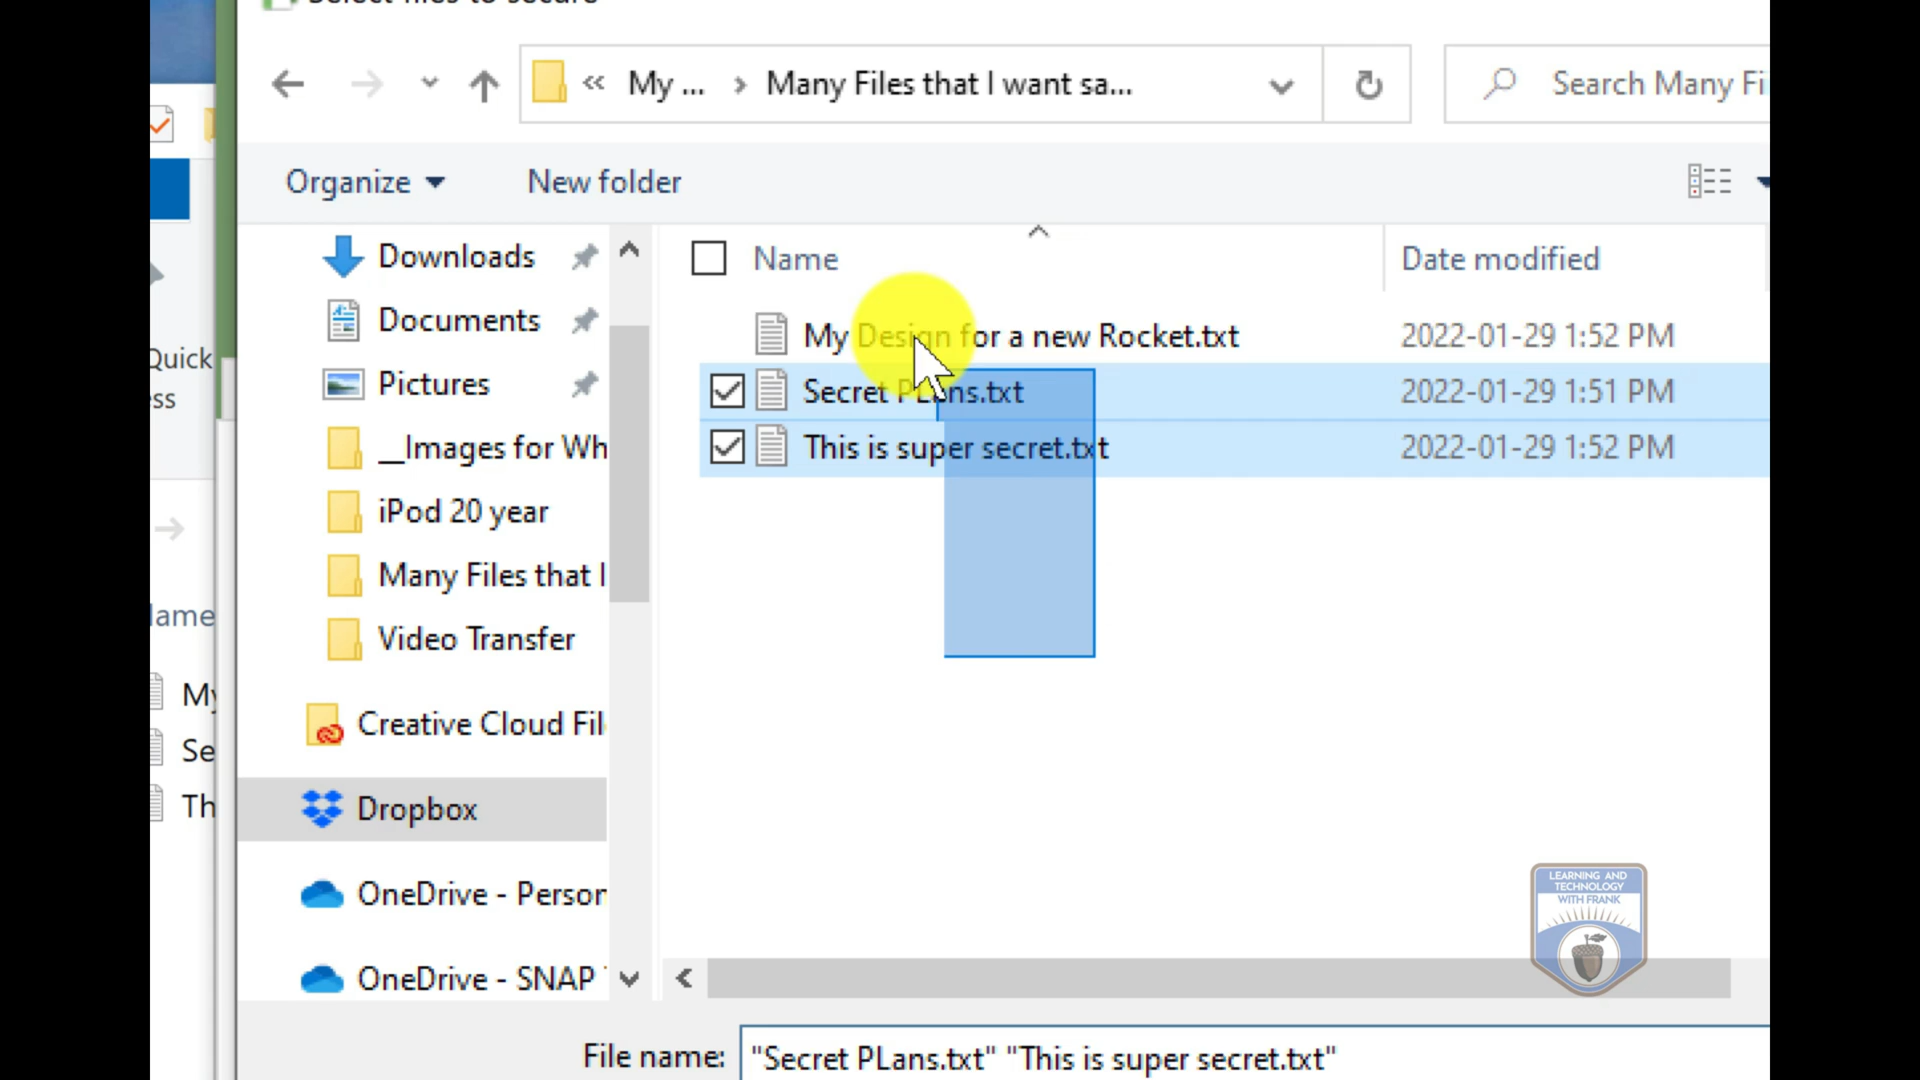 Select files to secure
My ... > Many Files that I want sa...
Search Many Fi
Organize
New folder
Name
Date modified
Downloads
Documents
Pictures
__Images for Wh
iPod 20 year
Many Files that I
Video Transfer
Creative Cloud Fil
Dropbox
OneDrive - Person
OneDrive - SNAP
My Design for a new Rocket.txt 2022-01-29 1:52 PM
Secret PLans.txt 2022-01-29 1:51 PM
This is super secret.txt 2022-01-29 1:52 PM
Quick
ess
lame
My
Se
Th
LEARNING AND
TECHNOLOGY
WITH FRANK
File name: "Secret PLans.txt" "This is super secret.txt"